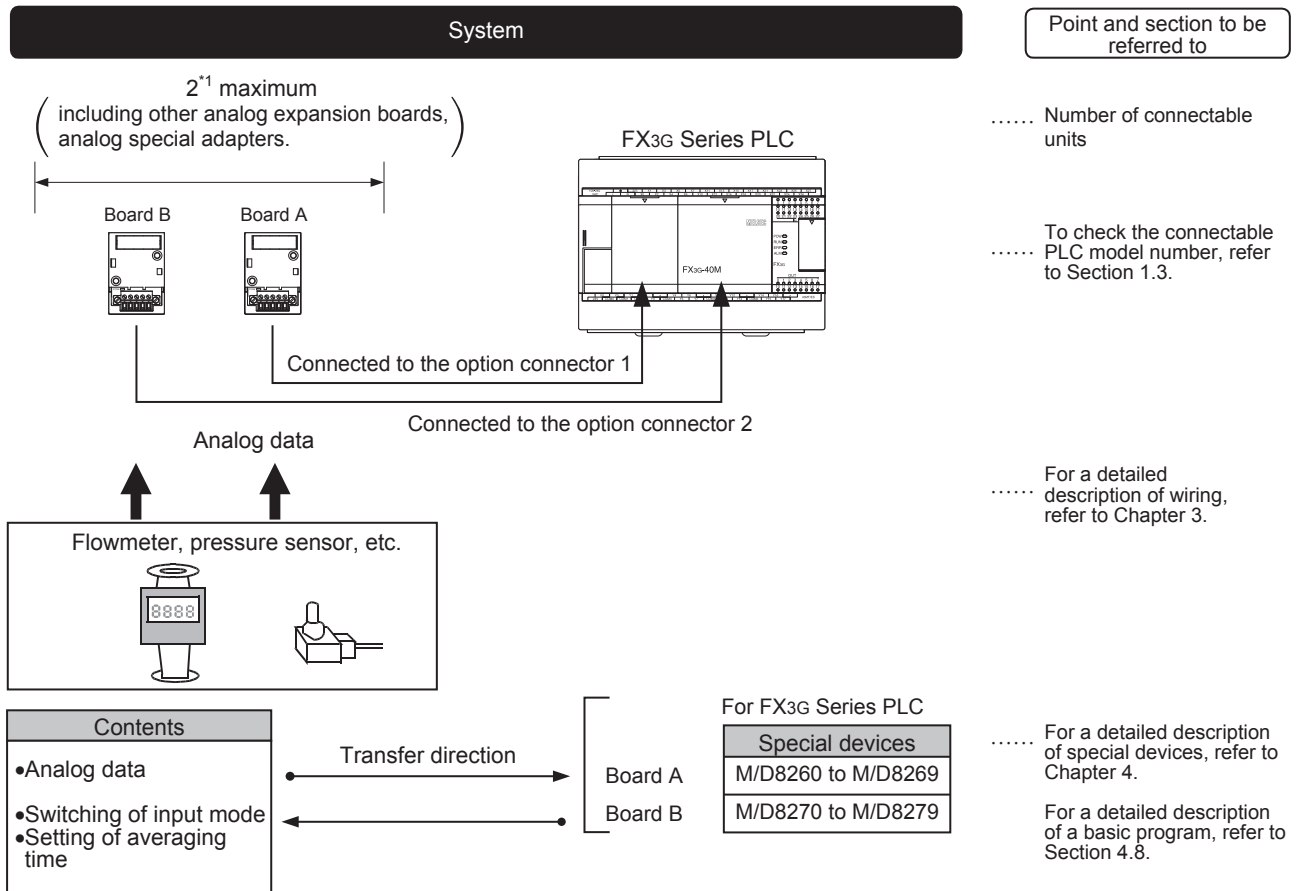 System
Point and section to be
referred to
2*1 maximum
including other analog expansion boards,
analog special adapters.
...... Number of connectable
units
FX3G Series PLC
Board B
Board A
To check the connectable
...... PLC model number, refer
to Section 1.3.
POW
RUN
ERR
ALM
FX3G
FX3G-40M
OUT
Connected to the option connector 1
Connected to the option connector 2
Analog data
...... For a detailed
description of wiring,
refer to Chapter 3.
Flowmeter, pressure sensor, etc.
8888
Contents
•Analog data
•Switching of input mode
•Setting of averaging
time
Transfer direction
For FX3G Series PLC
Special devices
Board A
M/D8260 to M/D8269
Board B
M/D8270 to M/D8279
...... For a detailed description
of special devices, refer to
Chapter 4.
For a detailed description
of a basic program, refer to
Section 4.8.